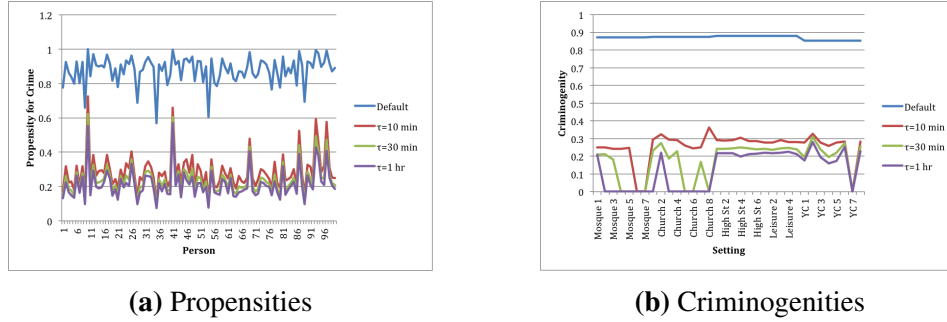 1.2
1
0.8
0.6
0.4
0.2
0
Propensity for Crime
1 6 11 16 21 26 31 36 41 46 51 56 61 66 71 76 81 86 91 96
Person
Default
τ=10 min
τ=30 min
τ=1 hr
(a) Propensities
1
0.9
0.8
0.7
0.6
0.5
0.4
0.3
0.2
0.1
0
Criminogenity
Mosque 1
Mosque 3
Mosque 5
Mosque 7
Church 2
Church 4
Church 6
Church 8
High St 2
High St 4
High St 6
Leisure 2
Leisure 4
YC 1
YC 3
YC 5
YC 7
Setting
Default
τ=10 min
τ=30 min
τ=1 hr
(b) Criminogenities